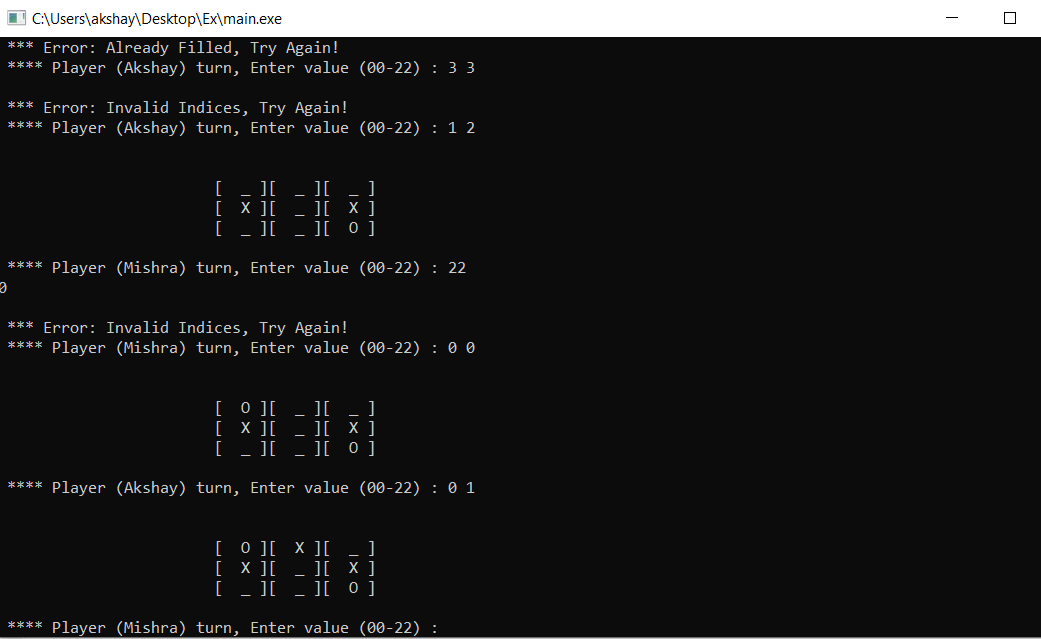 C:\Users\akshay\Desktop\Ex\main.exe
*** Error: Already Filled, Try Again!
**** Player (Akshay) turn, Enter value (00-22) : 3 3
*** Error: Invalid Indices, Try Again!
**** Player (Akshay) turn, Enter value (00-22) : 1 2
[  _ ][  _ ][  _ ]
[  X ][  _ ][  X ]
[  _ ][  _ ][  O ]
**** Player (Mishra) turn, Enter value (00-22) : 22
0
*** Error: Invalid Indices, Try Again!
**** Player (Mishra) turn, Enter value (00-22) : 0 0
[  O ][  _ ][  _ ]
[  X ][  _ ][  X ]
[  _ ][  _ ][  O ]
**** Player (Akshay) turn, Enter value (00-22) : 0 1
[  O ][  X ][  _ ]
[  X ][  _ ][  X ]
[  _ ][  _ ][  O ]
**** Player (Mishra) turn, Enter value (00-22) :